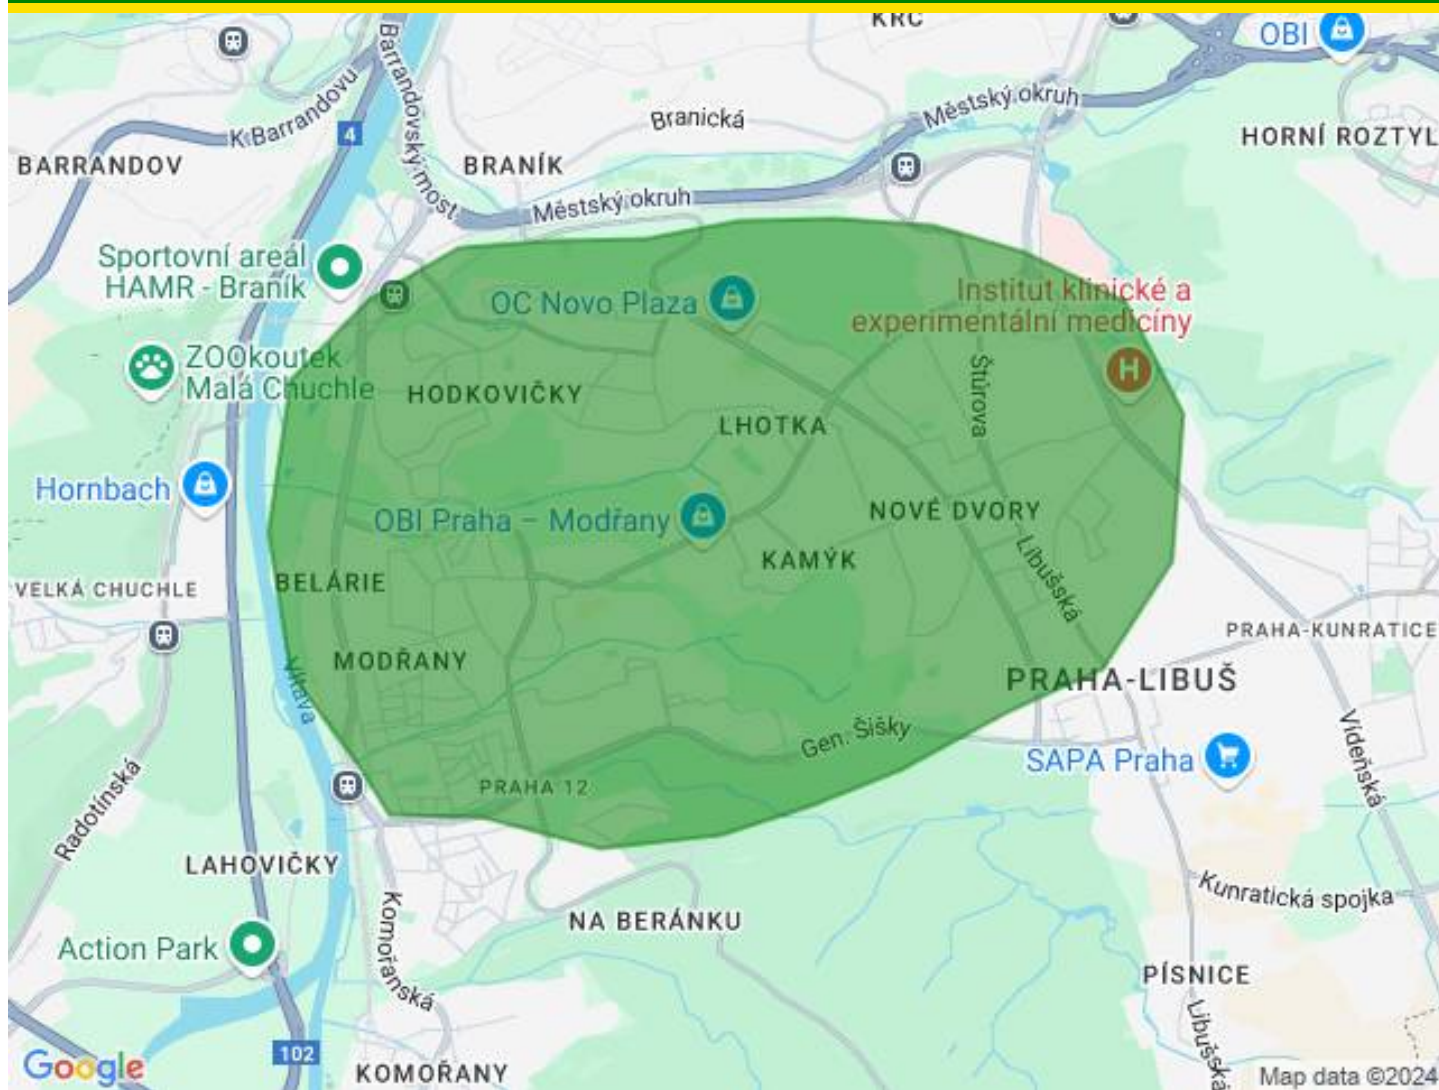 KRČ
OBI
Barrandovský most
K Barrandovu
4
Branická
Městský okruh
HORNÍ ROZTYL
BARRANDOV
BRANÍK
Městský okruh
Sportovní areál
HAMR - Braník
OC Novo Plaza
Institut klinické a
experimentální medicíny
ZOOkoutek
Malá Chuchle
HODKOVIČKY
Štúrova
H
LHOTKA
Hornbach
OBI Praha – Modřany
NOVÉ DVORY
KAMÝK
Libušská
BELÁRIE
VELKÁ CHUCHLE
PRAHA-KUNRATICE
MODŘANY
PRAHA-LIBUŠ
Vltava
Gen. Šišky
SAPA Praha
Vídeňská
PRAHA 12
Radotínská
LAHOVIČKY
Kunratická spojka
Komořanská
NA BERÁNKU
Action Park
PÍSNICE
Libušská
102
Google
KOMOŘANY
Map data ©2024